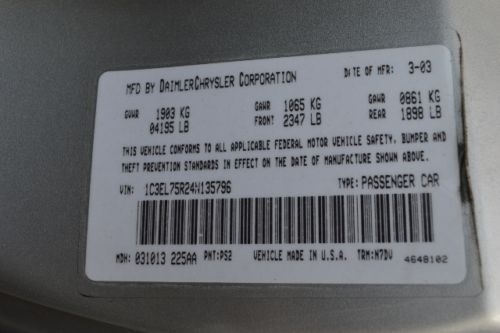 MFD BY DAIMLERCHRYSLER CORPORATION DATE OF MFR: 3-03
GVWR 1903 KG GAWR 1065 KG GAWR 0861 KG
04195 LB FRONT 2347 LB REAR 1898 LB
THIS VEHICLE CONFORMS TO ALL APPLICABLE FEDERAL MOTOR VEHICLE SAFETY, BUMPER AND
THEFT PREVENTION STANDARDS IN EFFECT ON THE DATE OF MANUFACTURE SHOWN ABOVE.
VIN: 1C3EL75R24N135796 TYPE: PASSENGER CAR
MDH: 031013 225AA PNT:PS2 VEHICLE MADE IN U.S.A. TRM:N7DV 4648102